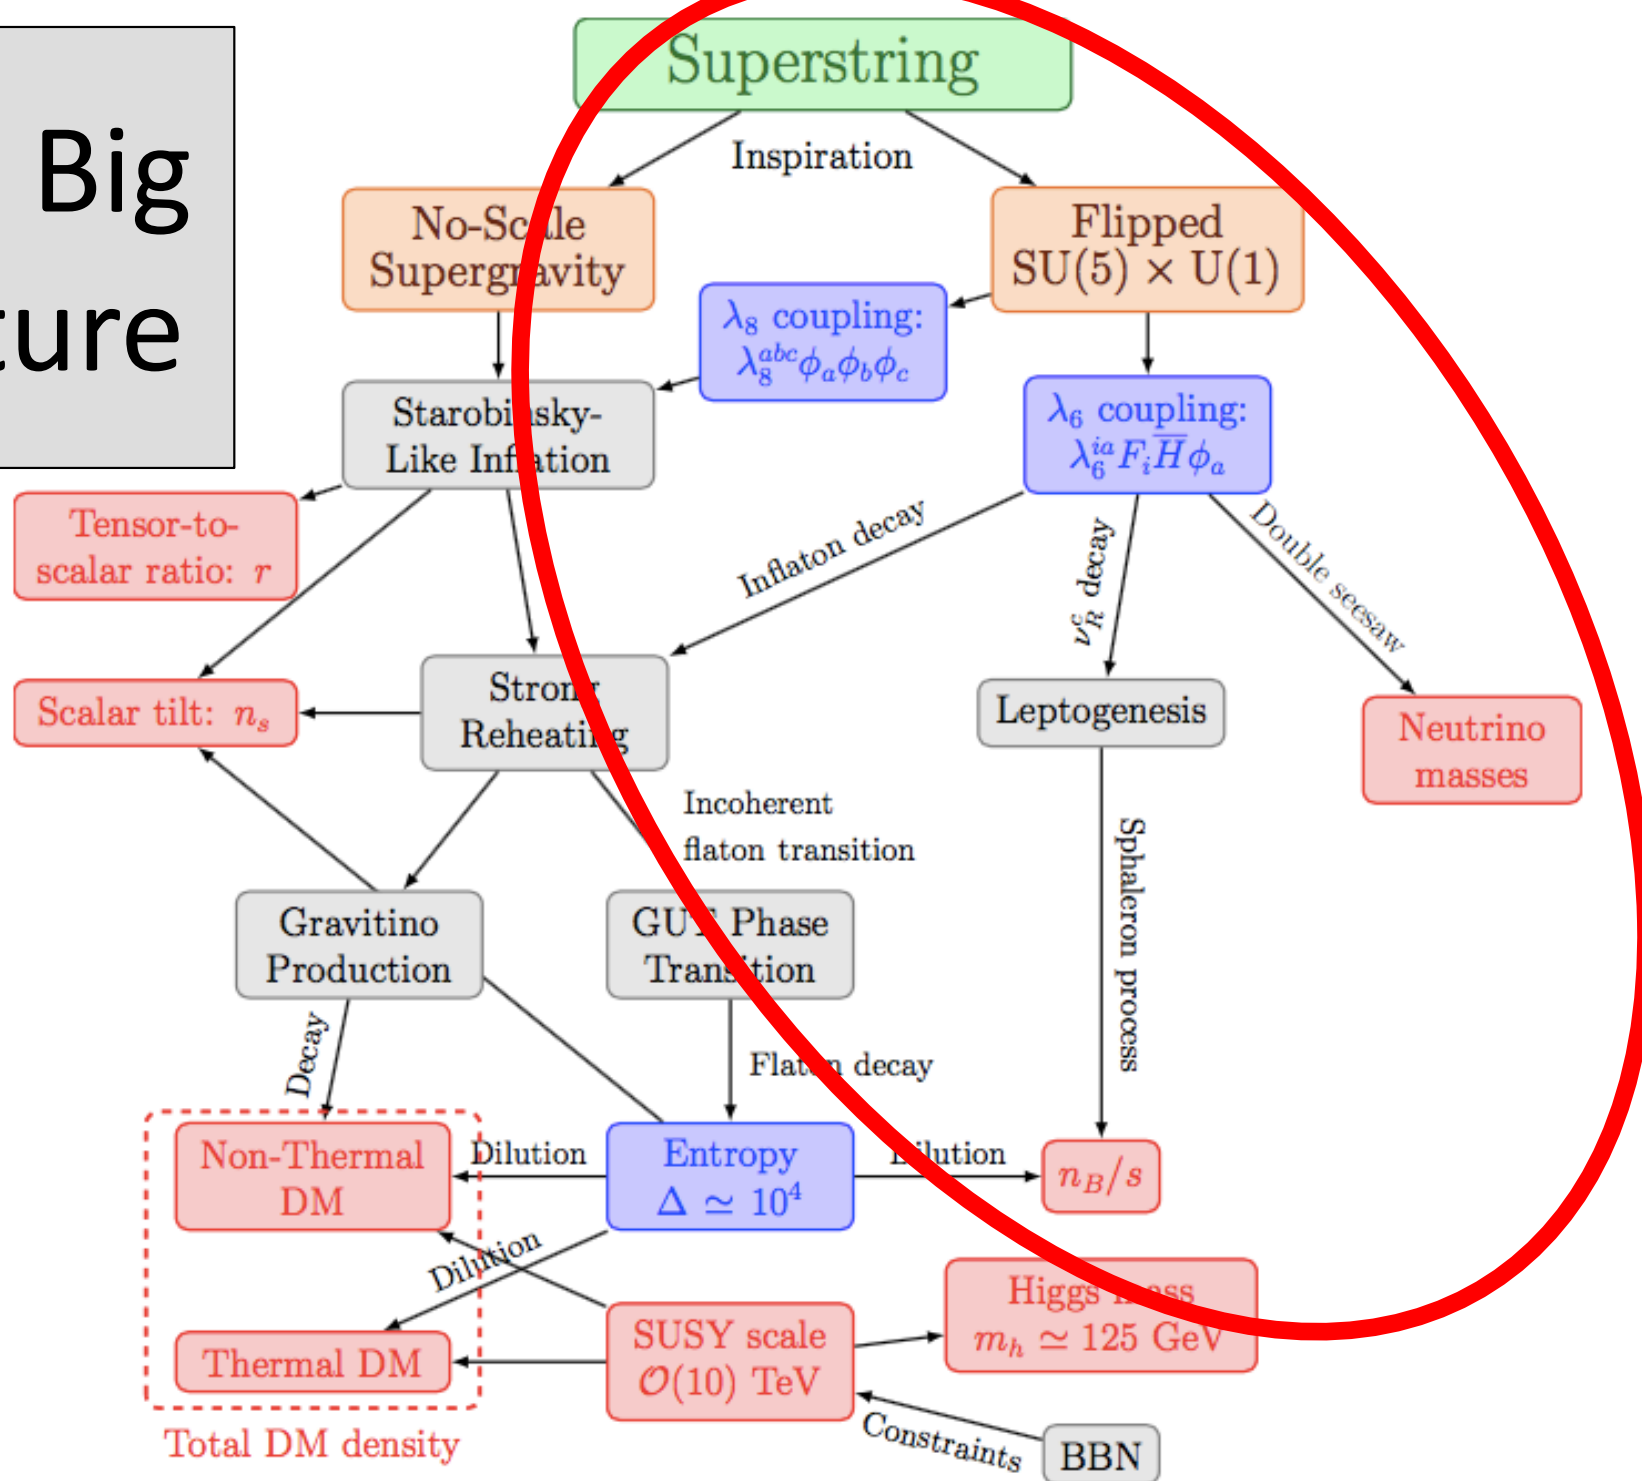 Big
ture
Superstring
Inspiration
No-Scale
Supergravity
Flipped
SU(5) × U(1)
λ₈ coupling:
λ₈ᵃᵇᶜϕₐϕ_bϕ_c
Starobinsky-
Like Inflation
λ₆ coupling:
λ₆ⁱᵃFᵢH̅ϕₐ
Tensor-to-
scalar ratio: r
Inflaton decay
ν_R^c decay
Double seesaw
Scalar tilt: nₛ
Strong
Reheating
Leptogenesis
Neutrino
masses
Incoherent
flaton transition
Sphaleron process
Gravitino
Production
GUT Phase
Transition
Decay
Flaton decay
Non-Thermal
DM
Dilution
Entropy
Δ ≃ 10⁴
Dilution
n_B/s
Dilution
Thermal DM
SUSY scale
𝒪(10) TeV
Higgs mass
mₕ ≃ 125 GeV
Total DM density
Constraints
BBN